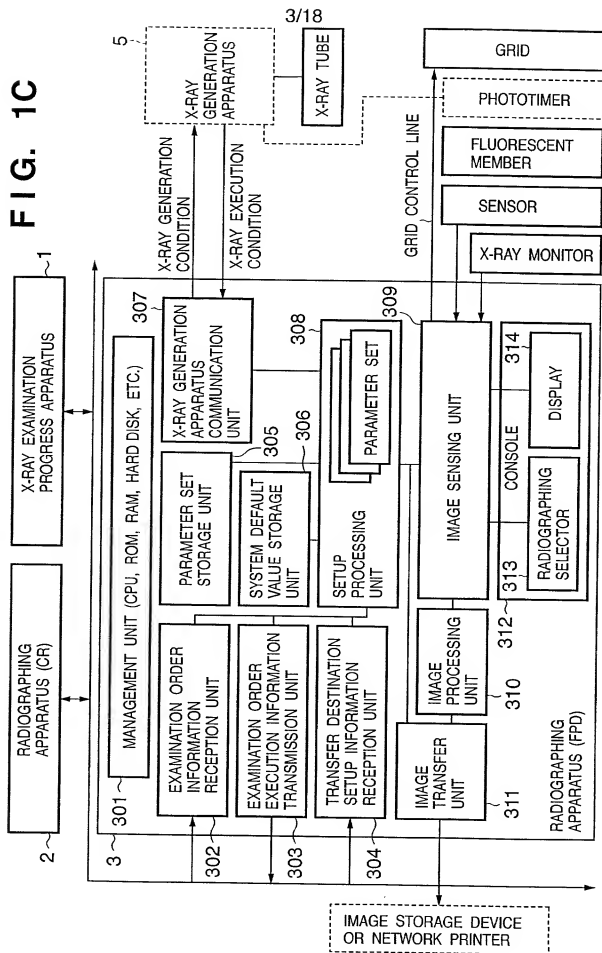 FIG. 1C
RADIOGRAPHING
APPARATUS (CR)
2
X-RAY EXAMINATION
PROGRESS APPARATUS
1
3
301
MANAGEMENT UNIT (CPU, ROM, RAM, HARD DISK, ETC.)
EXAMINATION ORDER
INFORMATION
RECEPTION UNIT
302
EXAMINATION ORDER
EXECUTION INFORMATION
TRANSMISSION UNIT
303
TRANSFER DESTINATION
SETUP INFORMATION
RECEPTION UNIT
304
PARAMETER SET
STORAGE UNIT
305
SYSTEM DEFAULT
VALUE STORAGE
UNIT
306
X-RAY GENERATION
APPARATUS
COMMUNICATION
UNIT
307
SETUP PROCESSING
UNIT
308
PARAMETER SET
X-RAY GENERATION
CONDITION
X-RAY EXECUTION
CONDITION
5
X-RAY
GENERATION
APPARATUS
3/18
X-RAY TUBE
IMAGE SENSING UNIT
309
IMAGE
PROCESSING
UNIT
310
IMAGE
TRANSFER
UNIT
311
CONSOLE
312
RADIOGRAPHING
SELECTOR
313
DISPLAY
314
RADIOGRAPHING
APPARATUS (FPD)
GRID CONTROL LINE
GRID
PHOTOTIMER
FLUORESCENT
MEMBER
SENSOR
X-RAY MONITOR
IMAGE STORAGE DEVICE
OR NETWORK PRINTER